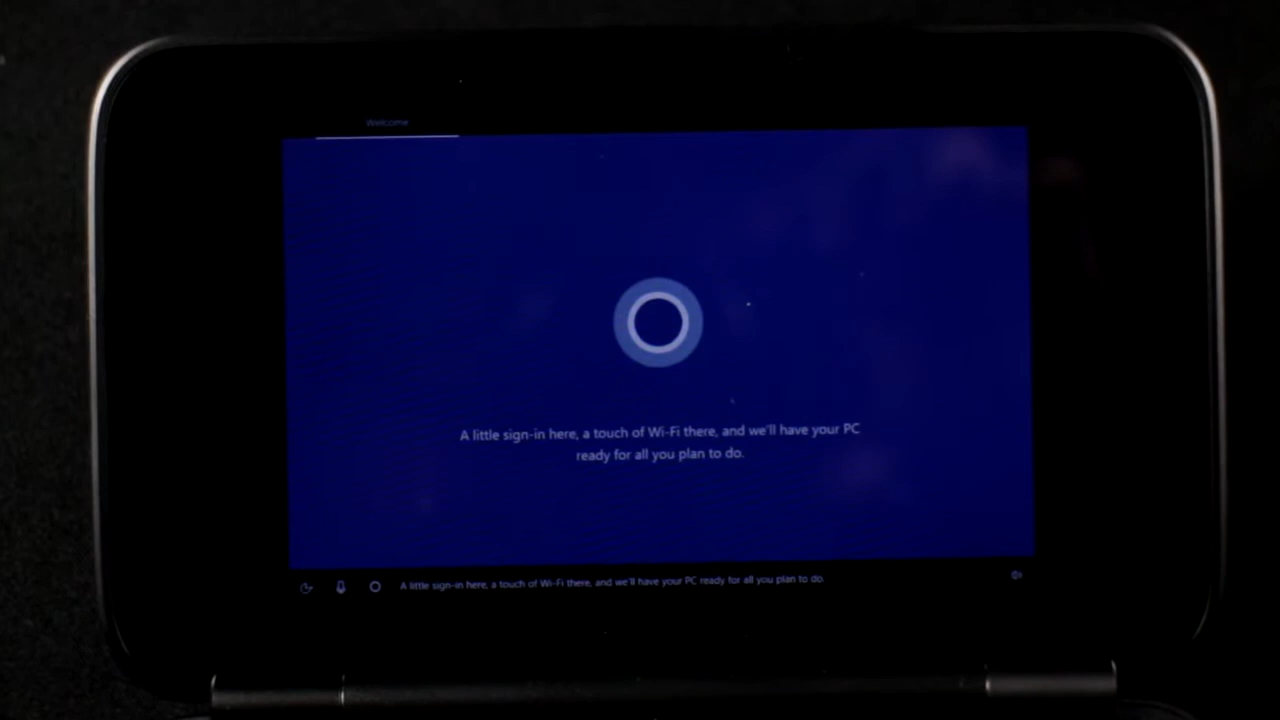 Welcome
A little sign-in here, a touch of Wi-Fi there, and we'll have your PC
ready for all you plan to do.
A little sign-in here, a touch of Wi-Fi there, and we'll have your PC ready for all you plan to do.